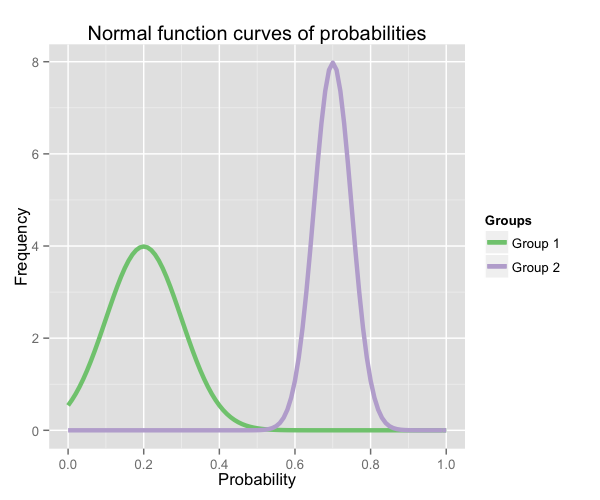 Normal function curves of probabilities
8
6
4
2
0
Frequency
0.0 0.2 0.4 0.6 0.8 1.0
Probability
Groups
Group 1
Group 2